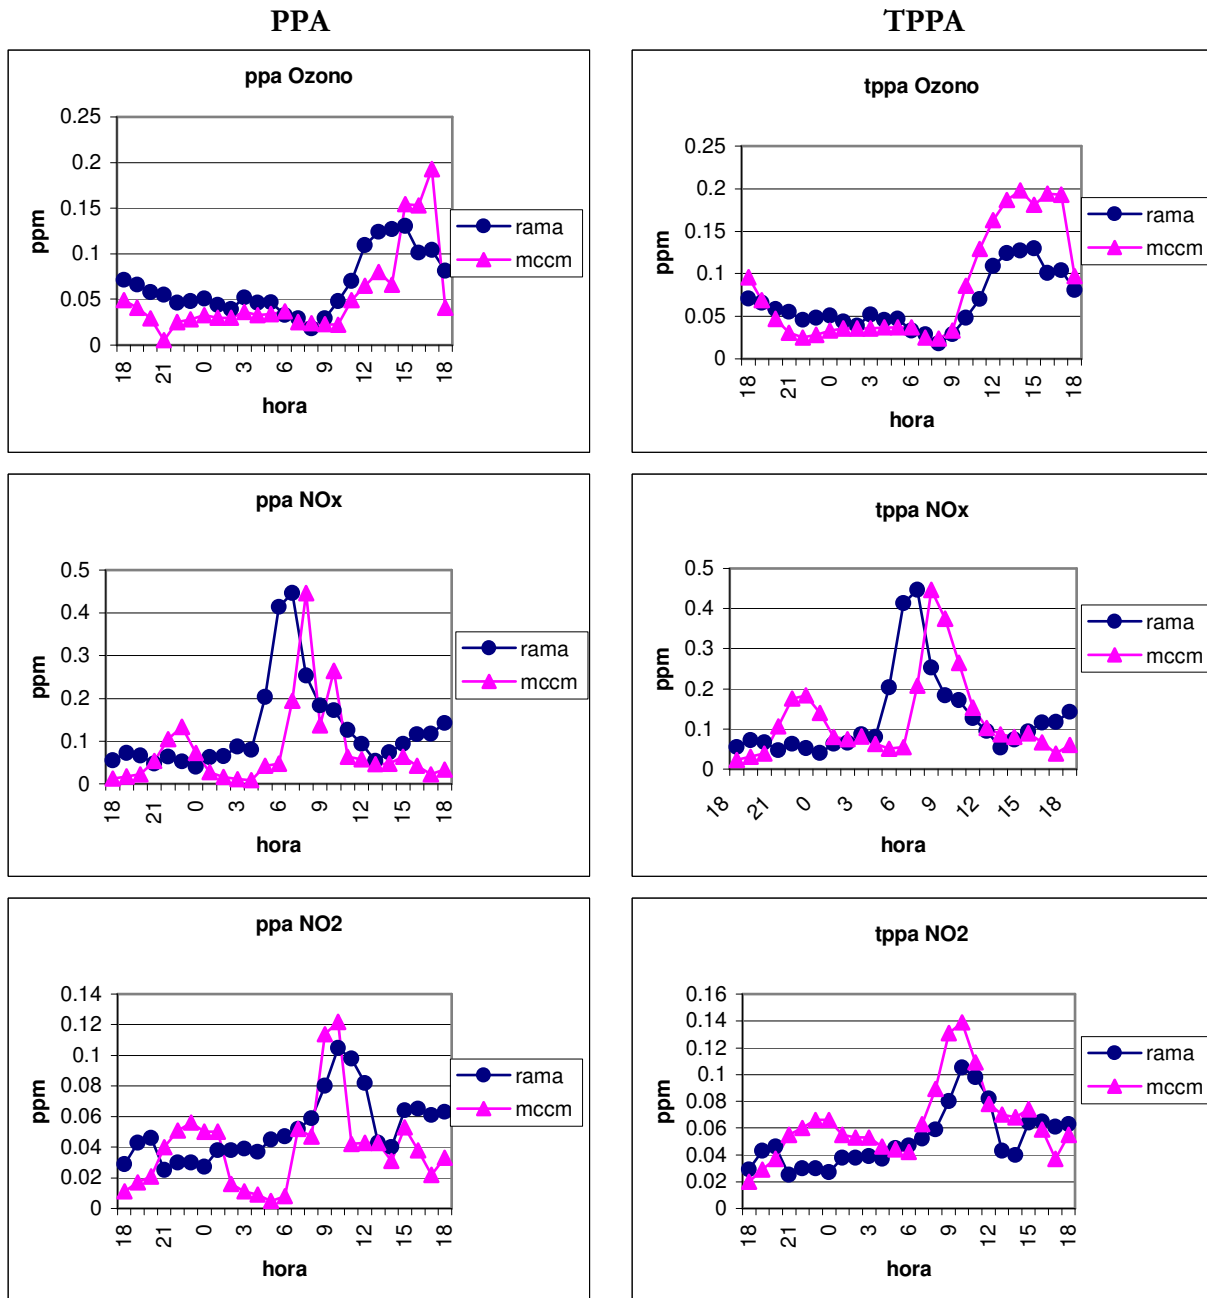 PPA
TPPA
ppa Ozono
0.25
0.2
0.15
0.1
0.05
0
ppm
18 21 0 3 6 9 12 15 18
hora
rama
mccm
tppa Ozono
0.25
0.2
0.15
0.1
0.05
0
ppm
18 21 0 3 6 9 12 15 18
hora
rama
mccm
ppa NOx
0.5
0.4
0.3
0.2
0.1
0
ppm
18 21 0 3 6 9 12 15 18
hora
rama
mccm
tppa NOx
0.5
0.4
0.3
0.2
0.1
0
ppm
18 21 0 3 6 9 12 15 18
hora
rama
mccm
ppa NO2
0.14
0.12
0.1
0.08
0.06
0.04
0.02
0
ppm
18 21 0 3 6 9 12 15 18
hora
rama
mccm
tppa NO2
0.16
0.14
0.12
0.1
0.08
0.06
0.04
0.02
0
ppm
18 21 0 3 6 9 12 15 18
hora
rama
mccm